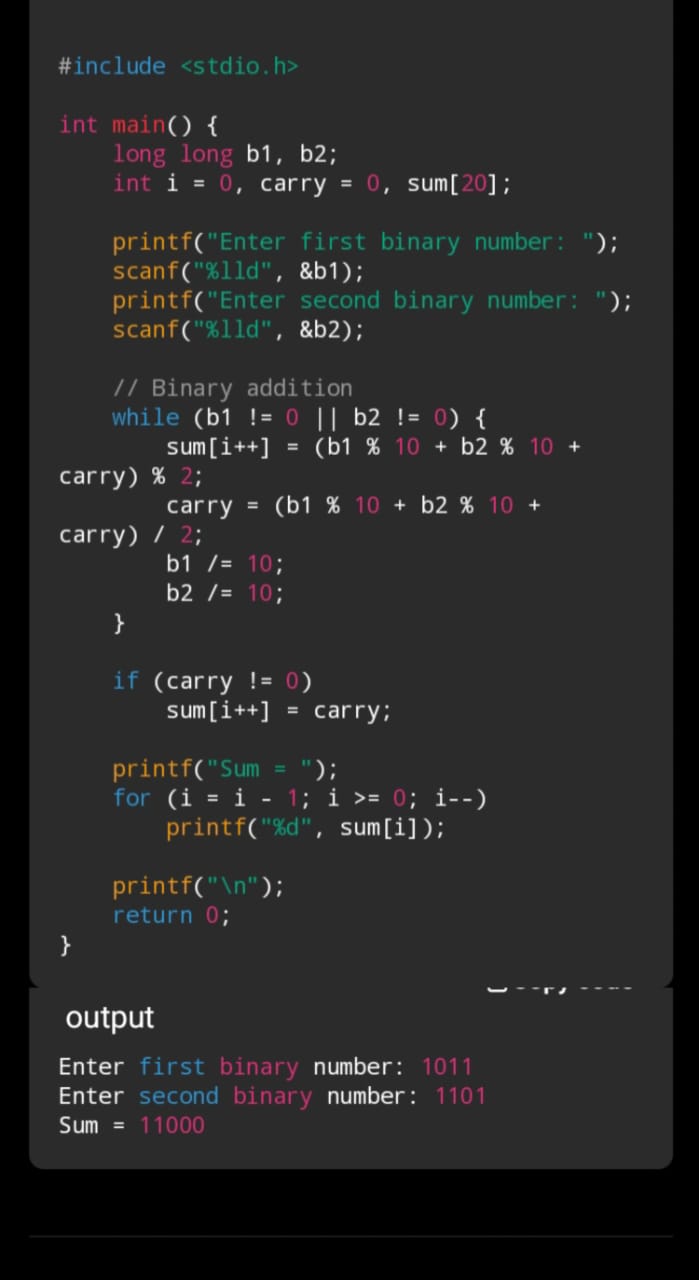 #include <stdio.h>
int main() {
    long long b1, b2;
    int i = 0, carry = 0, sum[20];
    printf("Enter first binary number: ");
    scanf("%lld", &b1);
    printf("Enter second binary number: ");
    scanf("%lld", &b2);
    // Binary addition
    while (b1 != 0 || b2 != 0) {
        sum[i++] = (b1 % 10 + b2 % 10 +
carry) % 2;
        carry = (b1 % 10 + b2 % 10 +
carry) / 2;
        b1 /= 10;
        b2 /= 10;
    }
    if (carry != 0)
        sum[i++] = carry;
    printf("Sum = ");
    for (i = i - 1; i >= 0; i--)
        printf("%d", sum[i]);
    printf("\n");
    return 0;
}
output
Enter first binary number: 1011
Enter second binary number: 1101
Sum = 11000